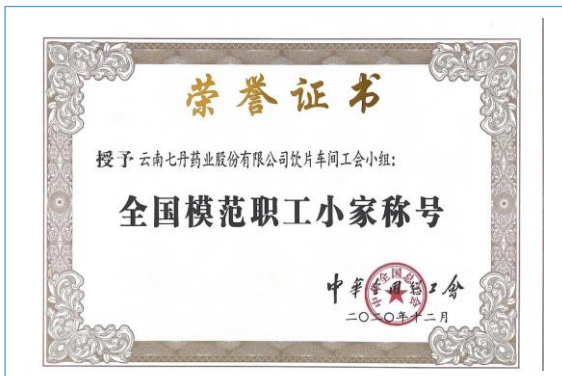 荣誉证书
授予云南七丹药业股份有限公司饮片车间工会小组:
全国模范职工小家称号
中华全国總工會
二〇二〇年十二月